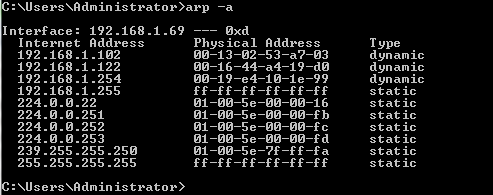 C:\Users\Administrator>arp -a
Interface: 192.168.1.69 --- 0xd
Internet Address Physical Address Type
192.168.1.102 00-13-02-53-a7-03 dynamic
192.168.1.122 00-16-44-a4-19-d0 dynamic
192.168.1.254 00-19-e4-10-1e-99 dynamic
192.168.1.255 ff-ff-ff-ff-ff-ff static
224.0.0.22 01-00-5e-00-00-16 static
224.0.0.251 01-00-5e-00-00-fb static
224.0.0.252 01-00-5e-00-00-fc static
224.0.0.253 01-00-5e-00-00-fd static
239.255.255.250 01-00-5e-7f-ff-fa static
255.255.255.255 ff-ff-ff-ff-ff-ff static
C:\Users\Administrator>